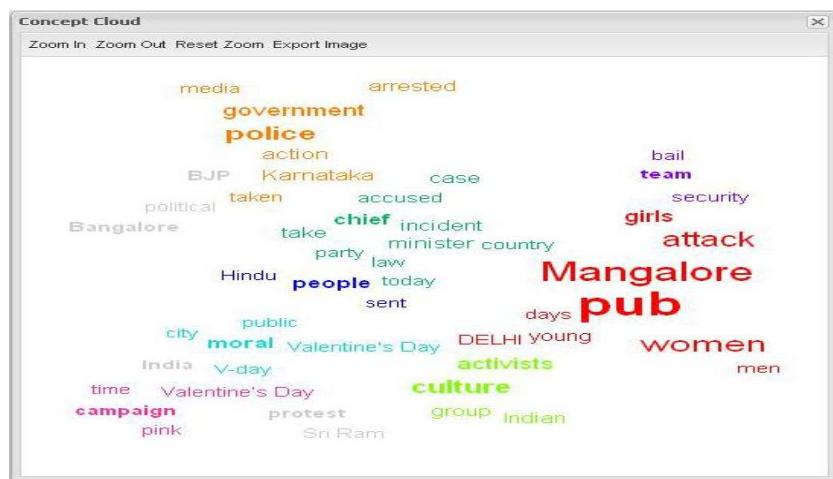 Concept Cloud
Zoom In Zoom Out Reset Zoom Export Image
media arrested
government
police
action bail
BJP Karnataka case team
political taken accused security
Bangalore chief incident girls
take minister country attack
party law
Hindu people today Mangalore
sent days pub
public
city moral Valentine's Day DELHI young women
India V-day activists men
time Valentine's Day culture
campaign protest group Indian
pink Sri Ram